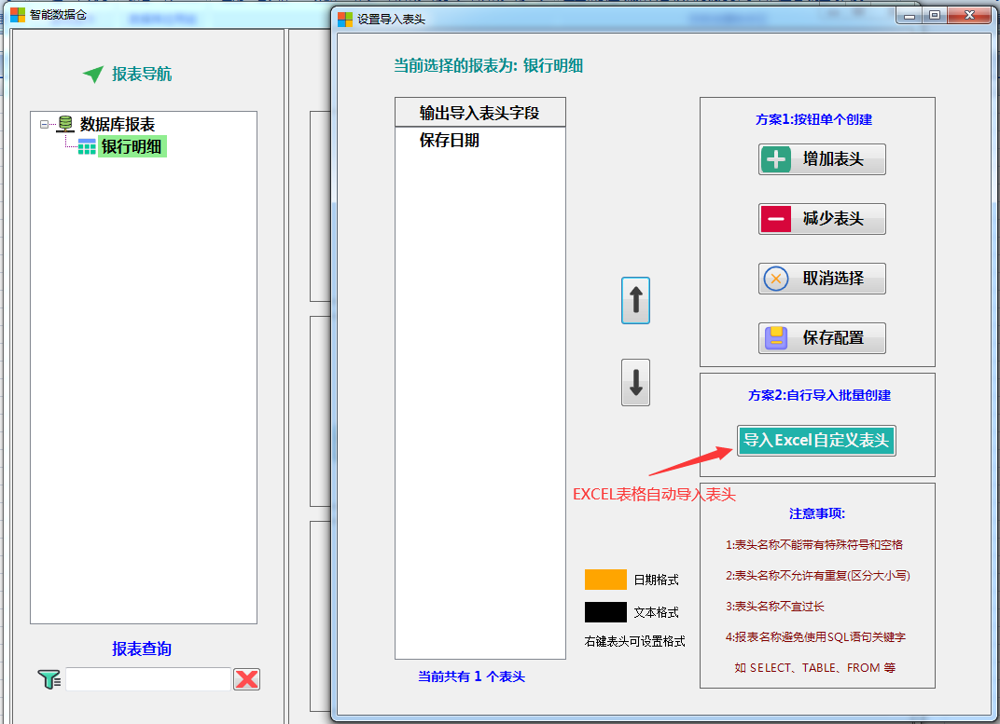 智能数据仓
报表导航
数据库报表
银行明细
报表查询
设置导入表头
当前选择的报表为: 银行明细
输出导入表头字段
保存日期
当前共有 1 个表头
日期格式
文本格式
右键表头可设置格式
方案1:按钮单个创建
增加表头
减少表头
取消选择
保存配置
方案2:自行导入批量创建
导入Excel自定义表头
EXCEL表格自动导入表头
注意事项:
1:表头名称不能带有特殊符号和空格
2:表头名称不允许有重复(区分大小写)
3:表头名称不宜过长
4:报表名称避免使用SQL语句关键字
如 SELECT、TABLE、FROM 等